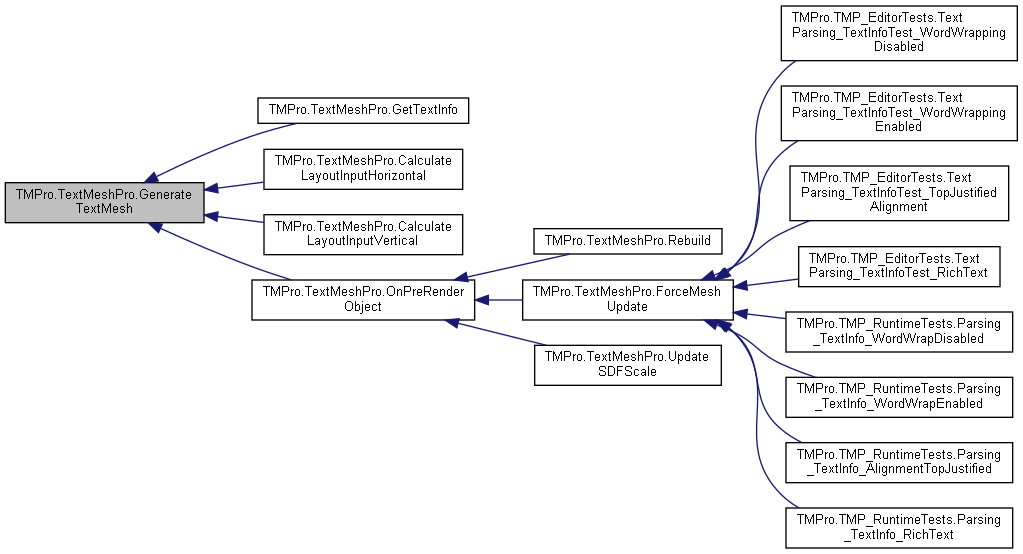 TMPro.TextMeshPro.Generate
TextMesh
TMPro.TextMeshPro.GetTextInfo
TMPro.TextMeshPro.Calculate
LayoutInputHorizontal
TMPro.TextMeshPro.Calculate
LayoutInputVertical
TMPro.TextMeshPro.OnPreRender
Object
TMPro.TextMeshPro.Rebuild
TMPro.TextMeshPro.ForceMesh
Update
TMPro.TextMeshPro.Update
SDFScale
TMPro.TMP_EditorTests.Text
Parsing_TextInfoTest_WordWrapping
Disabled
TMPro.TMP_EditorTests.Text
Parsing_TextInfoTest_WordWrapping
Enabled
TMPro.TMP_EditorTests.Text
Parsing_TextInfoTest_TopJustified
Alignment
TMPro.TMP_EditorTests.Text
Parsing_TextInfoTest_RichText
TMPro.TMP_RuntimeTests.Parsing
_TextInfo_WordWrapDisabled
TMPro.TMP_RuntimeTests.Parsing
_TextInfo_WordWrapEnabled
TMPro.TMP_RuntimeTests.Parsing
_TextInfo_AlignmentTopJustified
TMPro.TMP_RuntimeTests.Parsing
_TextInfo_RichText